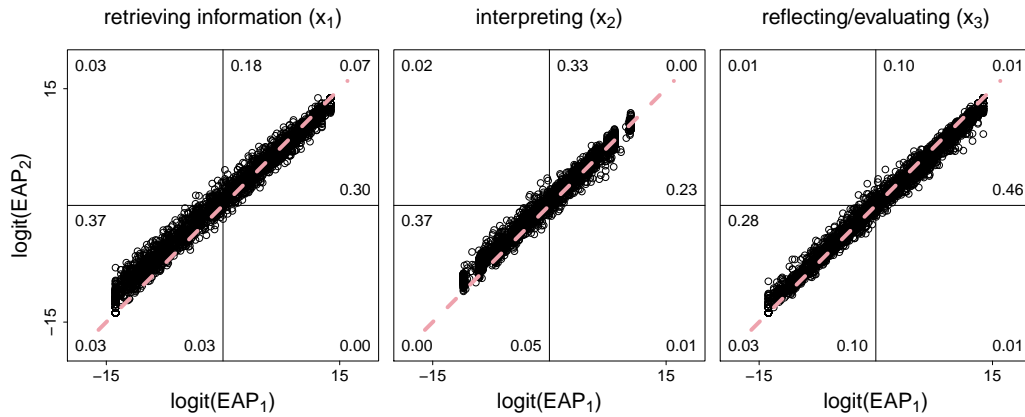 retrieving information (x1) interpreting (x2) reflecting/evaluating (x3)
0.03 0.18 0.07 0.02 0.33 0.00 0.01 0.10 0.01
15
0.30 0.23 0.46
logit(EAP2)
0.37 0.37 0.28
−15
0.03 0.03 0.00 0.00 0.05 0.01 0.03 0.10 0.01
−15 15 −15 15 −15 15
logit(EAP1) logit(EAP1) logit(EAP1)